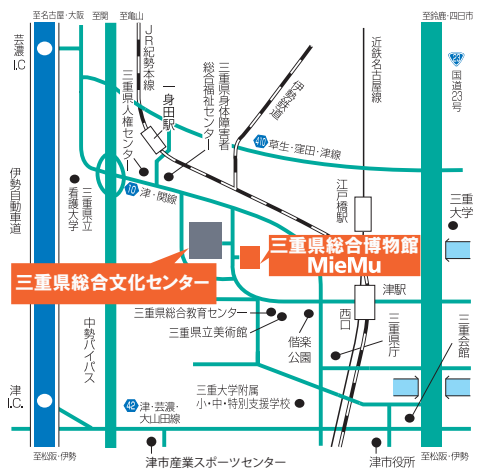 至名古屋・大阪
至関
至亀山
至鈴鹿・四日市
芸濃
I.C
JR紀勢本線
一身田駅
三重県人権センター
三重県身体障害者
総合福祉センター
伊勢鉄道
近鉄名古屋線
23
国道23号
410
草生・窪田・津線
10
津・関線
伊勢自動車道
三重県立
看護大学
江戸橋駅
三重
大学
三重県総合博物館
MieMu
三重県総合文化センター
津駅
西口
三重県総合教育センター
三重県立美術館
偕楽
公園
三重県庁
三重会館
中勢バイパス
津
I.C.
42
津・芸濃・
大山田線
三重大学附属
小・中・特別支援学校
至松阪・伊勢
津市産業スポーツセンター
津市役所
至松阪・伊勢